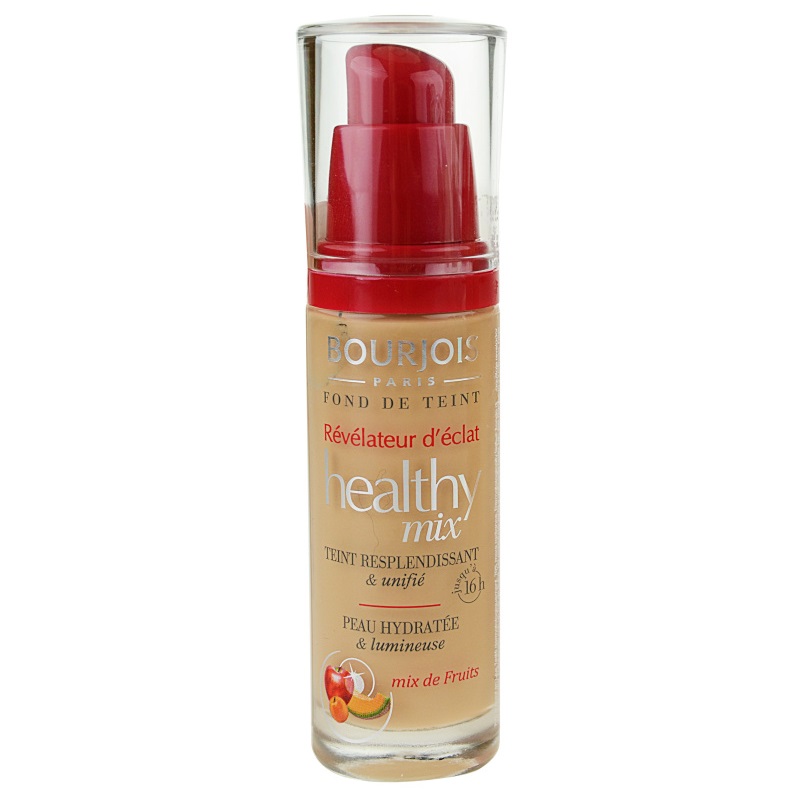 BOURJOIS
PARIS
FOND DE TEINT
Révélateur d'éclat
healthy
mix
TEINT RESPLENDISSANT
& unifié
jusqu'à
16h
PEAU HYDRATÉE
& lumineuse
mix de Fruits